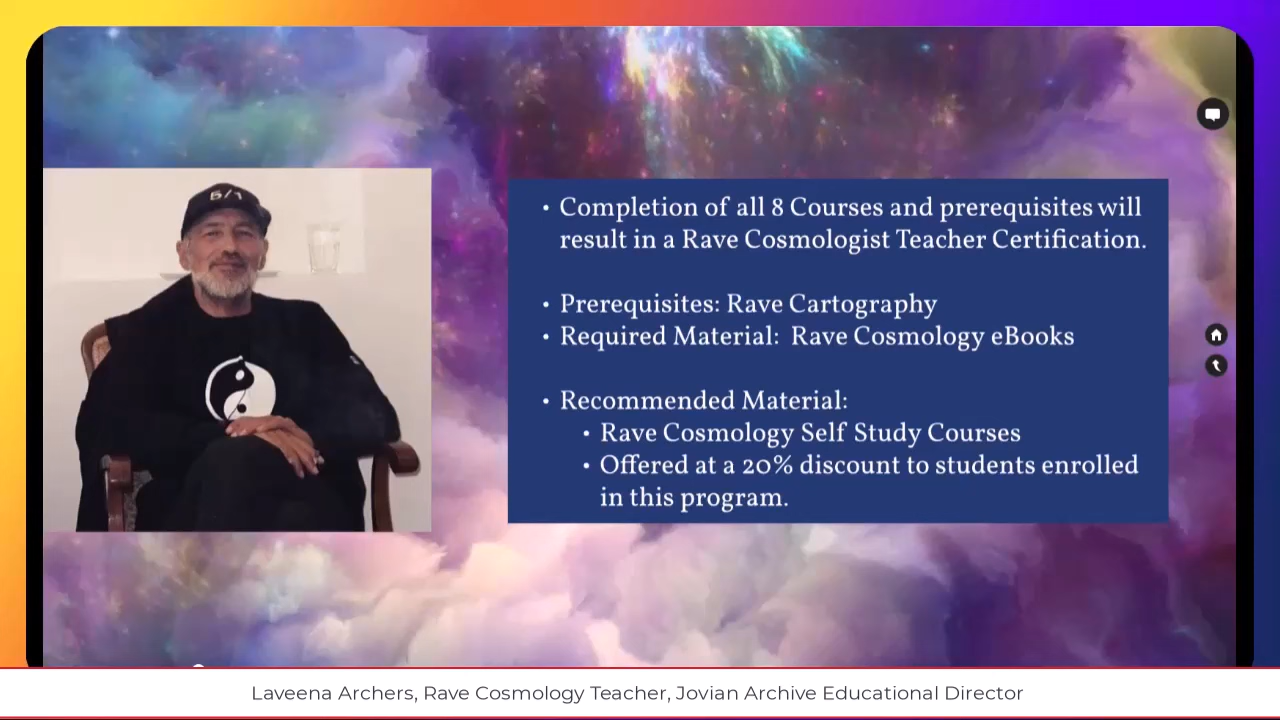 5/1
• Completion of all 8 Courses and prerequisites will
result in a Rave Cosmologist Teacher Certification.
• Prerequisites: Rave Cartography
• Required Material: Rave Cosmology eBooks
• Recommended Material:
• Rave Cosmology Self Study Courses
• Offered at a 20% discount to students enrolled
in this program.
Laveena Archers, Rave Cosmology Teacher, Jovian Archive Educational Director